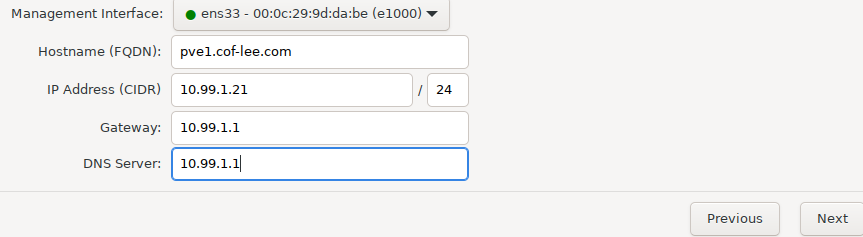 Management Interface: ens33 - 00:0c:29:9d:da:be (e1000)
Hostname (FQDN): pve1.cof-lee.com
IP Address (CIDR) 10.99.1.21 / 24
Gateway: 10.99.1.1
DNS Server: 10.99.1.1
Previous Next